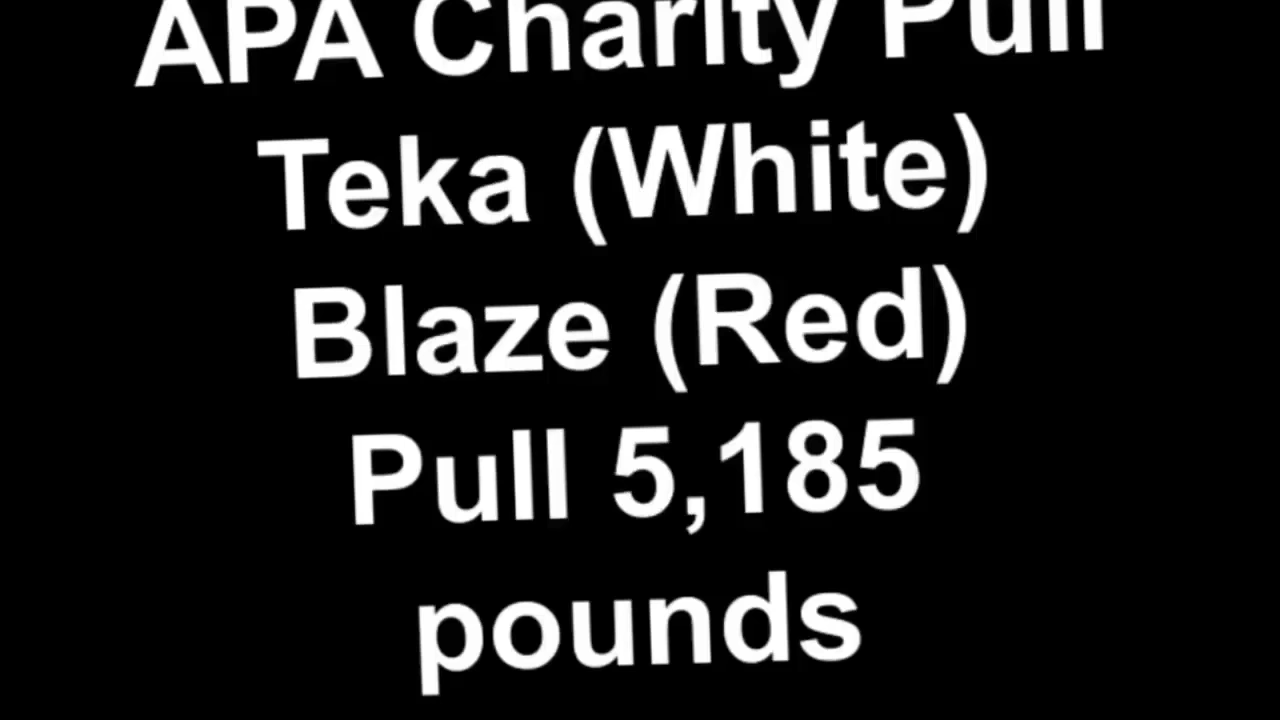 APA Charity Pull
Teka (White)
Blaze (Red)
Pull 5,185
pounds